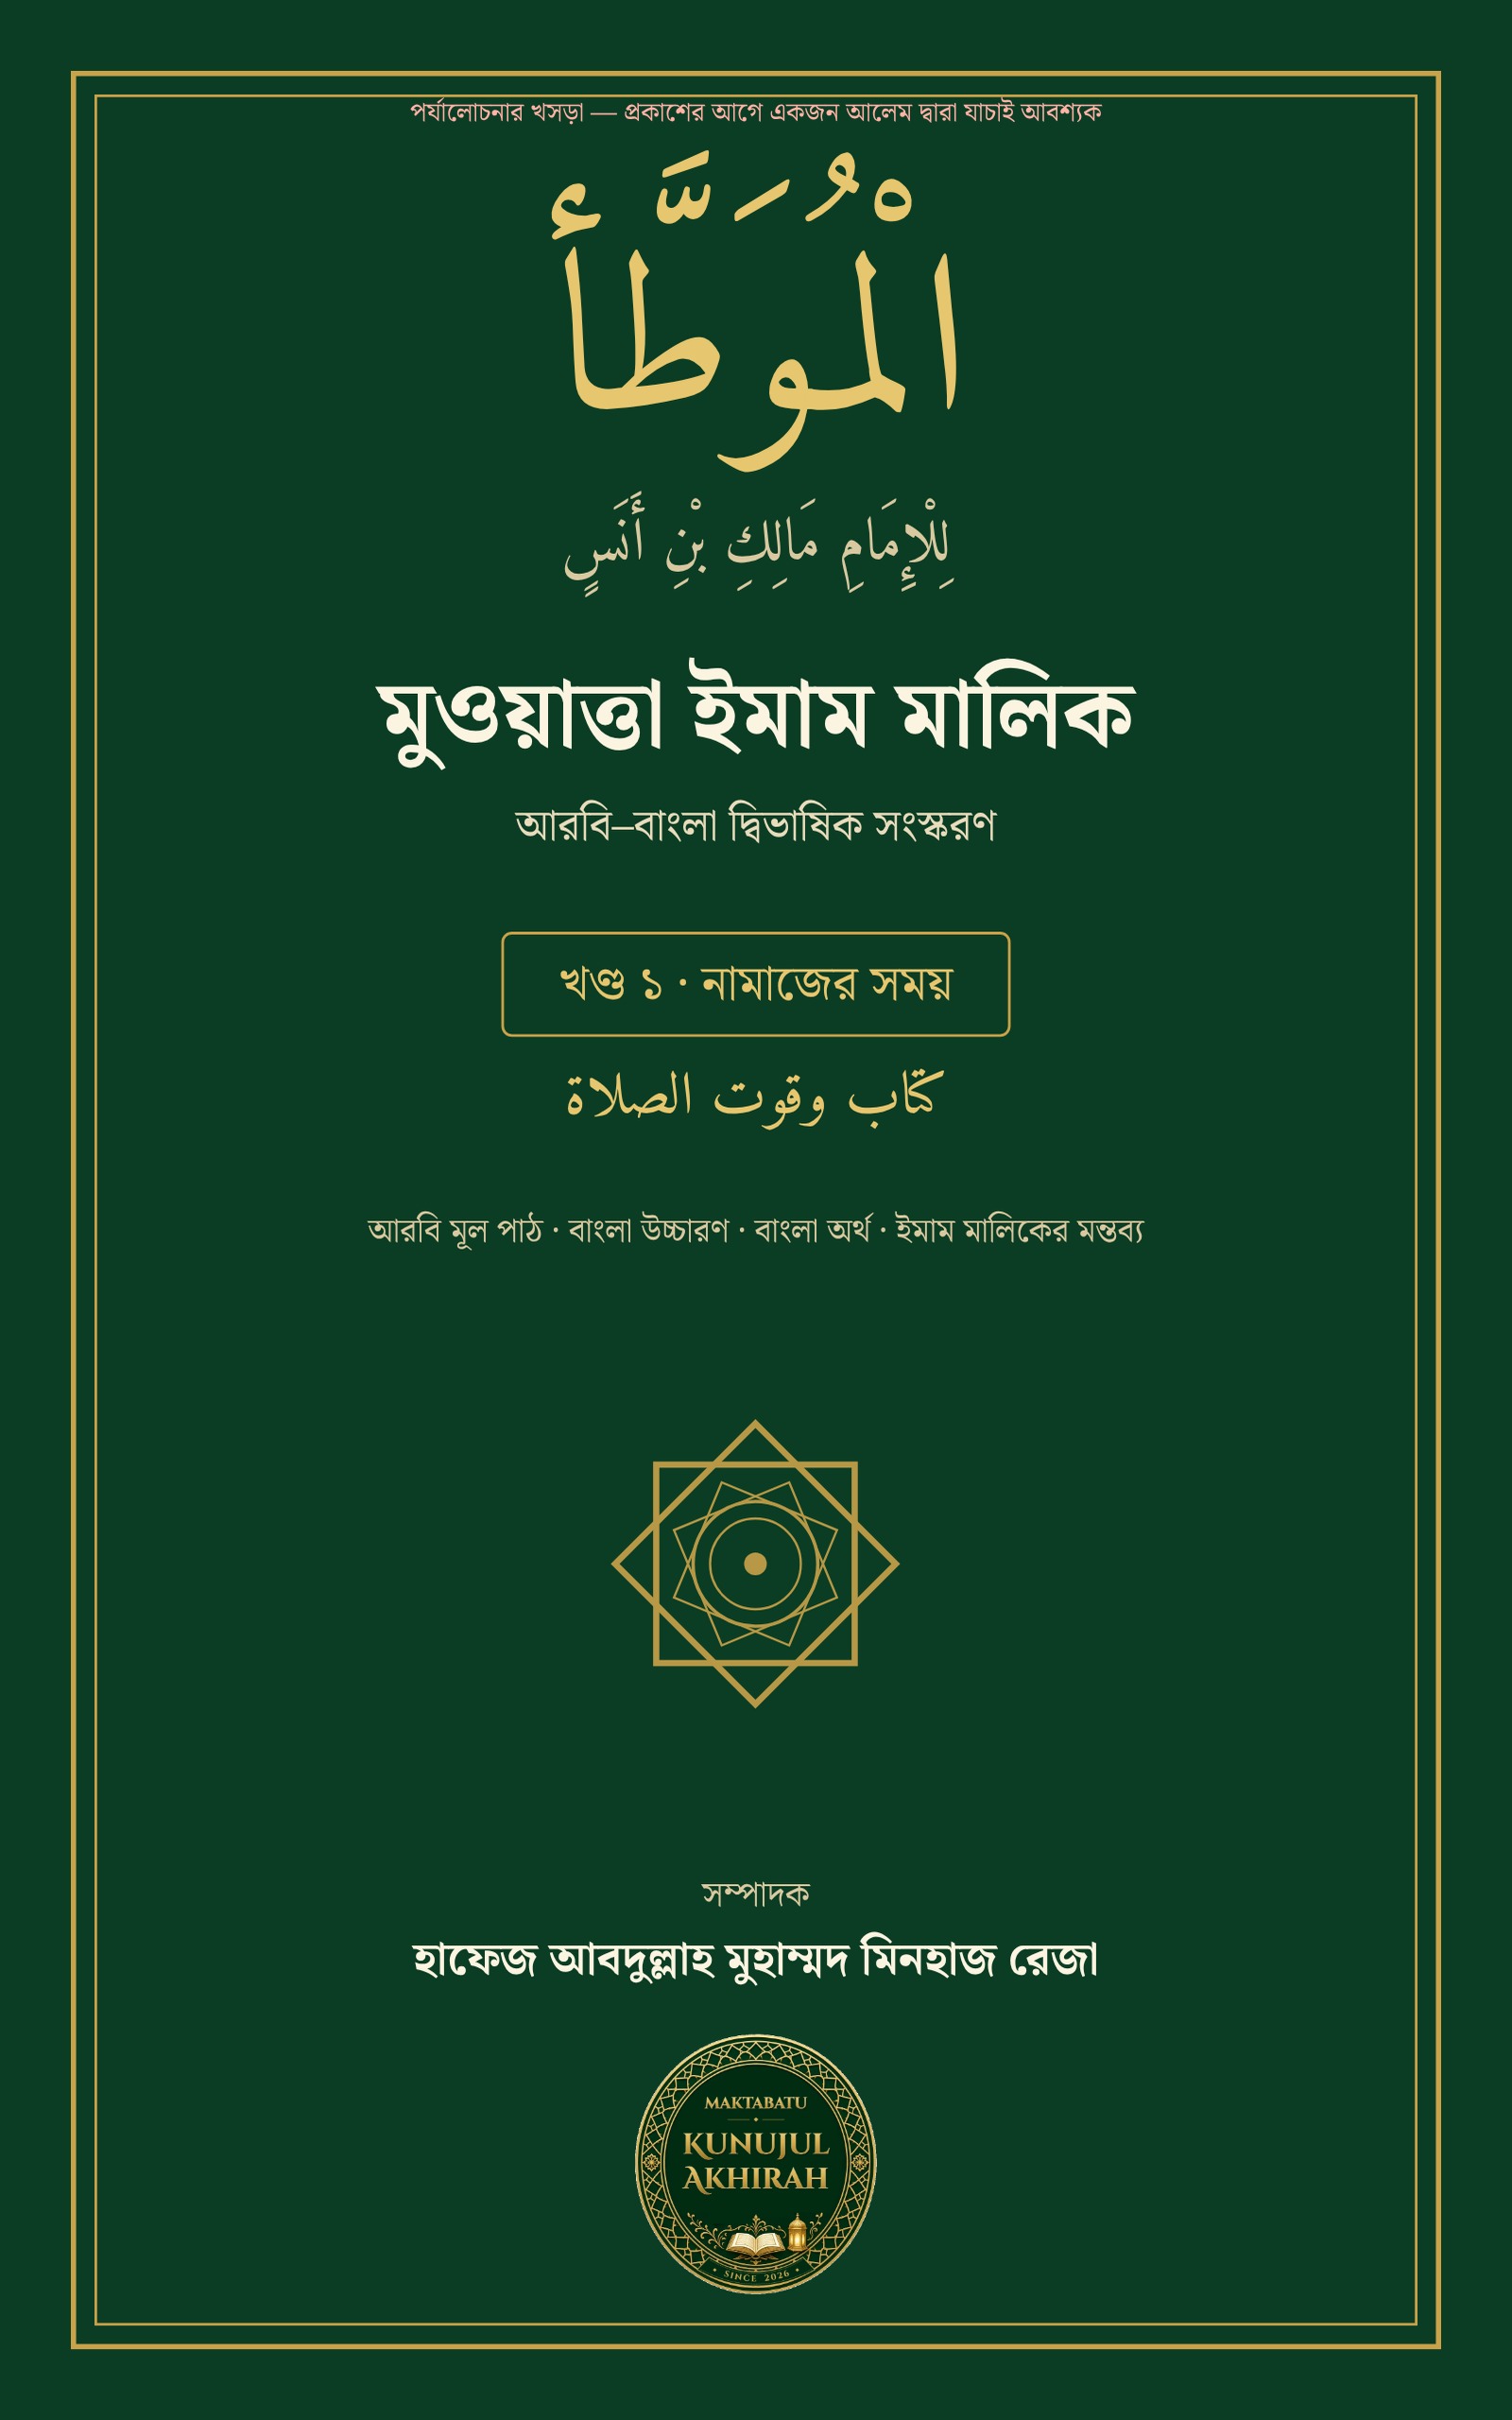 পর্যালোচনার খসড়া — প্রকাশের আগে একজন আলেম দ্বারা যাচাই আবশ্যক
الْمُوَطَّأ
لِلْإِمَامِ مَالِكِ بْنِ أَنَسٍ
মুওয়াত্তা ইমাম মালিক
আরবি–বাংলা দ্বিভাষিক সংস্করণ
খণ্ড ১ · নামাজের সময়
كتاب وقوت الصلاة
আরবি মূল পাঠ · বাংলা উচ্চারণ · বাংলা অর্থ · ইমাম মালিকের মন্তব্য
সম্পাদক
হাফেজ আবদুল্লাহ মুহাম্মদ মিনহাজ রেজা
MAKTABATU
KUNUJUL
AKHIRAH
• SINCE 2026 •